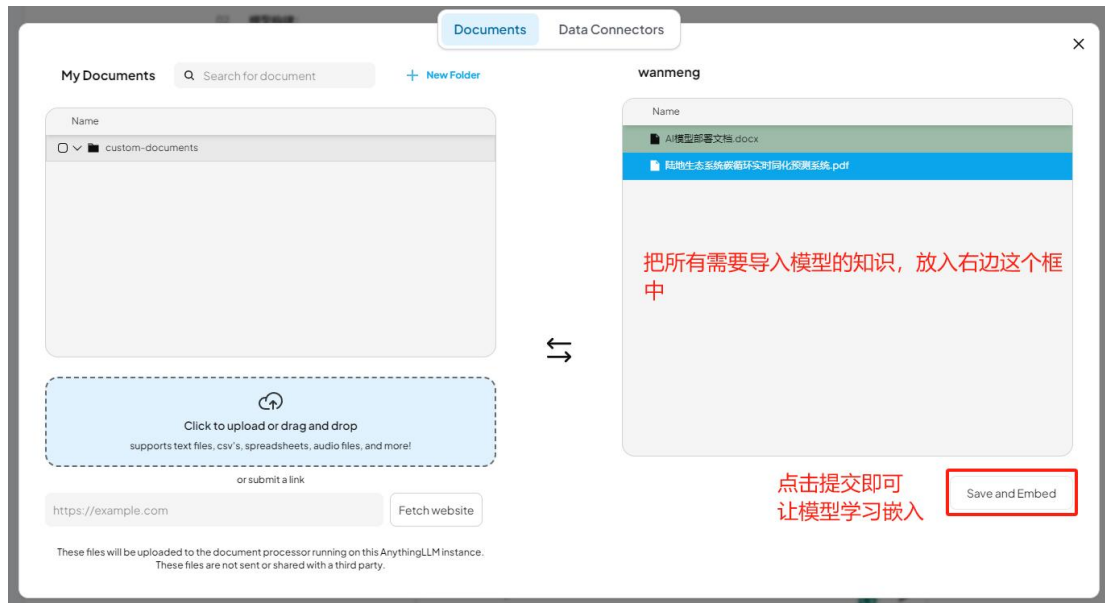 Documents
Data Connectors
My Documents
Search for document
+ New Folder
Name
custom-documents
Click to upload or drag and drop
supports text files, csv's, spreadsheets, audio files, and more!
or submit a link
https://example.com
Fetch website
These files will be uploaded to the document processor running on this AnythingLLM instance.
These files are not sent or shared with a third party.
wanmeng
Name
AI模型部署文档.docx
陆地生态系统碳循环实时同化预测系统.pdf
把所有需要导入模型的知识，放入右边这个框
中
点击提交即可
让模型学习嵌入
Save and Embed